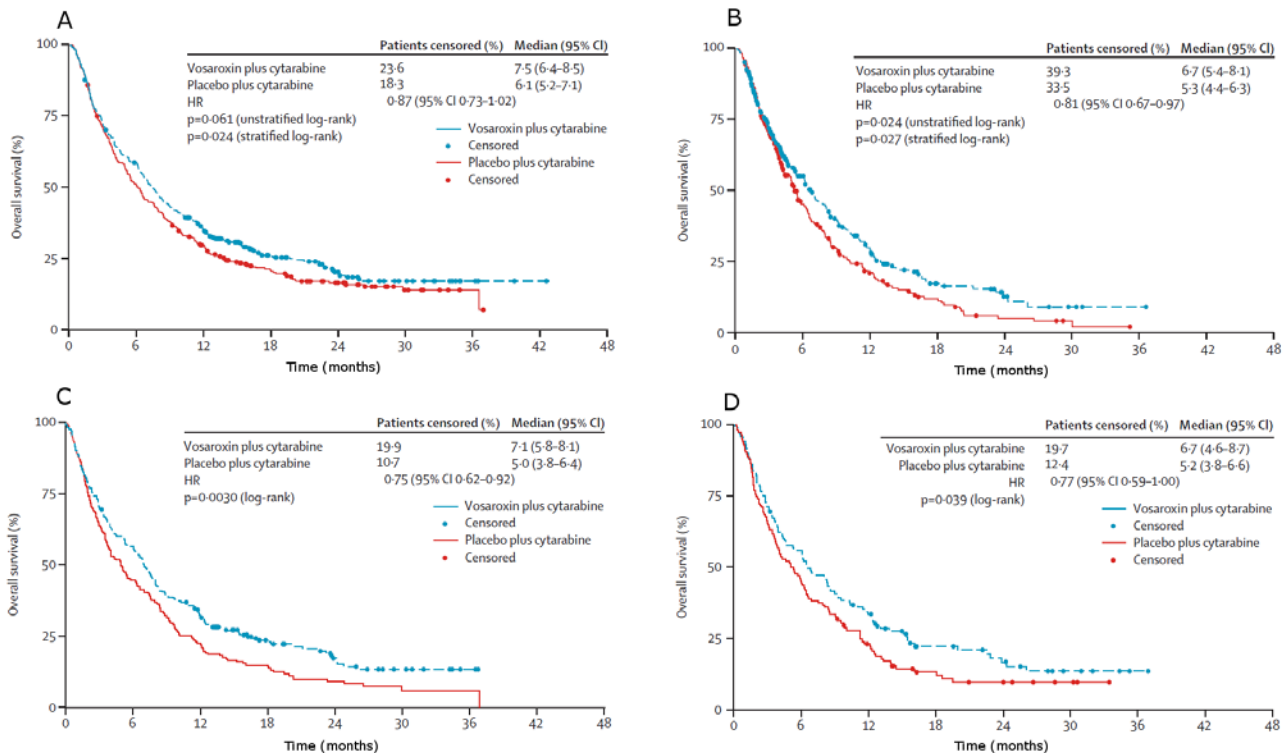 A
Patients censored (%) Median (95% CI)
Vosaroxin plus cytarabine 23·6 7·5 (6·4–8·5)
Placebo plus cytarabine 18·3 6·1 (5·2–7·1)
HR 0·87 (95% CI 0·73–1·02)
p=0·061 (unstratified log-rank)
p=0·024 (stratified log-rank)
Vosaroxin plus cytarabine
Censored
Placebo plus cytarabine
Censored
Overall survival (%)
100
75
50
25
0
0 6 12 18 24 30 36 42 48
Time (months)
B
Patients censored (%) Median (95% CI)
Vosaroxin plus cytarabine 39·3 6·7 (5·4–8·1)
Placebo plus cytarabine 33·5 5·3 (4·4–6·3)
HR 0·81 (95% CI 0·67–0·97)
p=0·024 (unstratified log-rank)
p=0·027 (stratified log-rank)
Overall survival (%)
100
75
50
25
0
0 6 12 18 24 30 36 42 48
Time (months)
C
Patients censored (%) Median (95% CI)
Vosaroxin plus cytarabine 19·9 7·1 (5·8–8·1)
Placebo plus cytarabine 10·7 5·0 (3·8–6·4)
HR 0·75 (95% CI 0·62–0·92)
p=0·0030 (log-rank)
Vosaroxin plus cytarabine
Censored
Placebo plus cytarabine
Censored
Overall survival (%)
100
75
50
25
0
0 6 12 18 24 30 36 42 48
Time (months)
D
Patients censored (%) Median (95% CI)
Vosaroxin plus cytarabine 19·7 6·7 (4·6–8·7)
Placebo plus cytarabine 12·4 5·2 (3·8–6·6)
HR 0·77 (95% CI 0·59–1·00)
p=0·039 (log-rank)
Vosaroxin plus cytarabine
Censored
Placebo plus cytarabine
Censored
Overall survival (%)
100
75
50
25
0
0 6 12 18 24 30 36 42 48
Time (months)